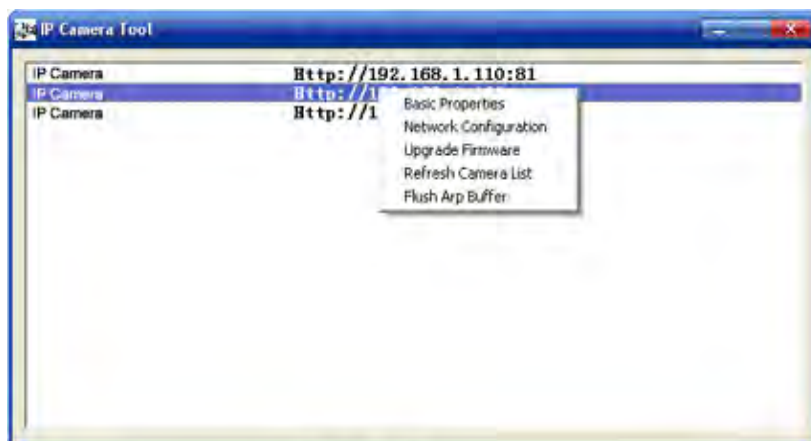 IP Camera Tool
IP Camera Http://192.168.1.110:81
IP Camera
IP Camera Http://1
Basic Properties
Network Configuration
Upgrade Firmware
Refresh Camera List
Flush Arp Buffer